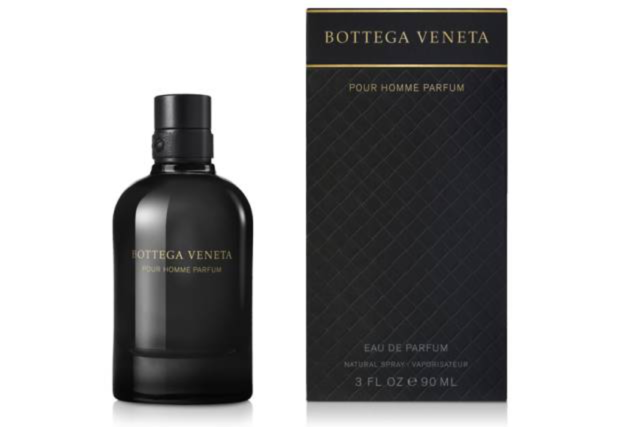 BOTTEGA VENETA
POUR HOMME PARFUM
BOTTEGA VENETA
POUR HOMME PARFUM
EAU DE PARFUM
NATURAL SPRAY · VAPORISATEUR
3 FL OZ ℮ 90 ML